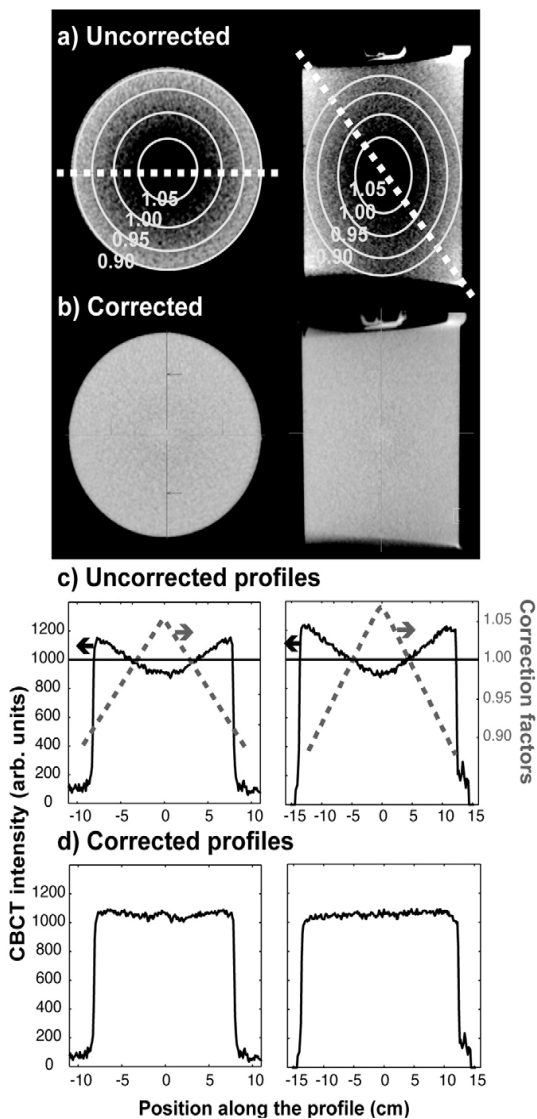 a) Uncorrected
1.05
1.00
0.95
0.90
1.05
1.00
0.95
0.90
b) Corrected
c) Uncorrected profiles
1200
1000
800
600
400
200
0
-10 -5 0 5 10
-15 -10 -5 0 5 10 15
1.05
1.00
0.95
0.90
Correction factors
CBCT intensity (arb. units)
d) Corrected profiles
1200
1000
800
600
400
200
0
-10 -5 0 5 10
-15 -10 -5 0 5 10 15
Position along the profile (cm)